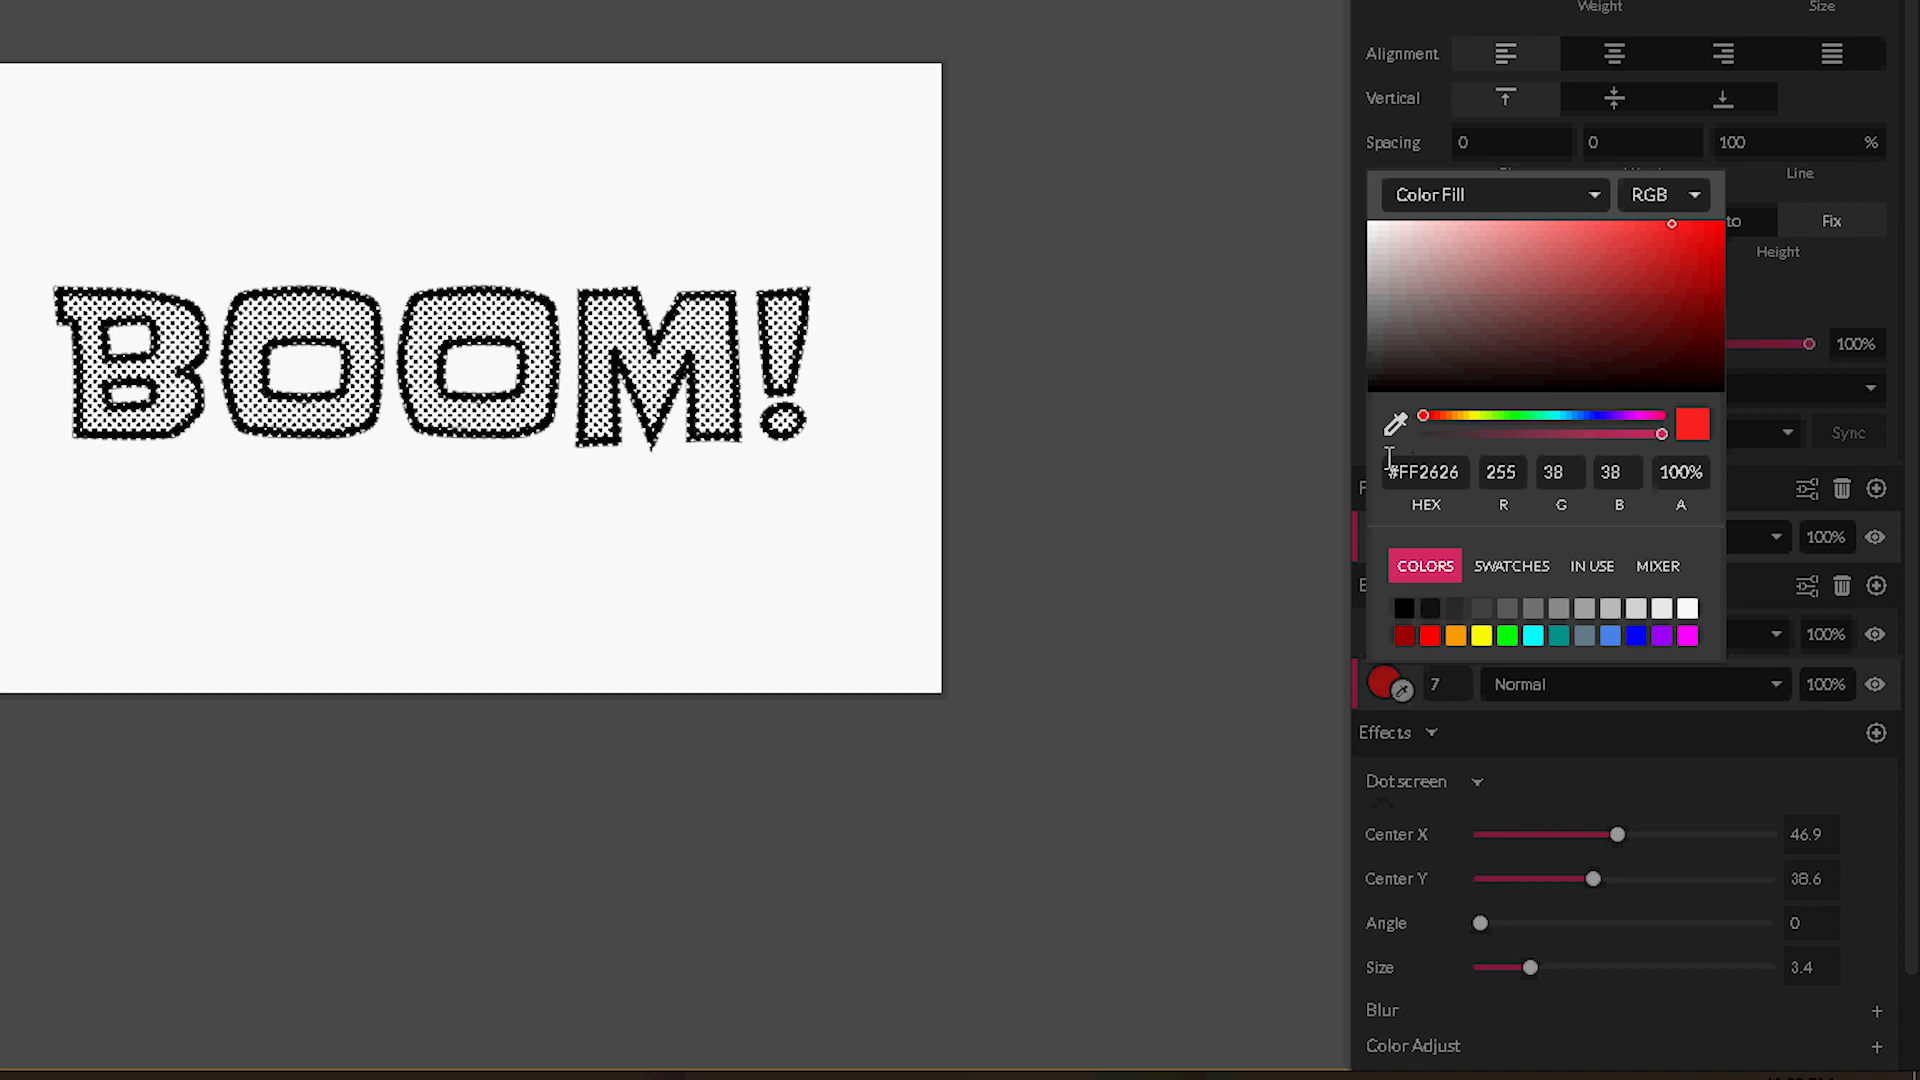 Weight Size
Alignment
Vertical
Spacing 0 0 100 %
Line
Color Fill RGB
to Fix
Height
100%
Sync
#FF2626 255 38 38 100%
HEX R G B A
100%
COLORS SWATCHES IN USE MIXER
100%
7 Normal 100%
Effects
Dot screen
Center X 46.9
Center Y 38.6
Angle 0
Size 3.4
Blur +
Color Adjust +
BOOM!